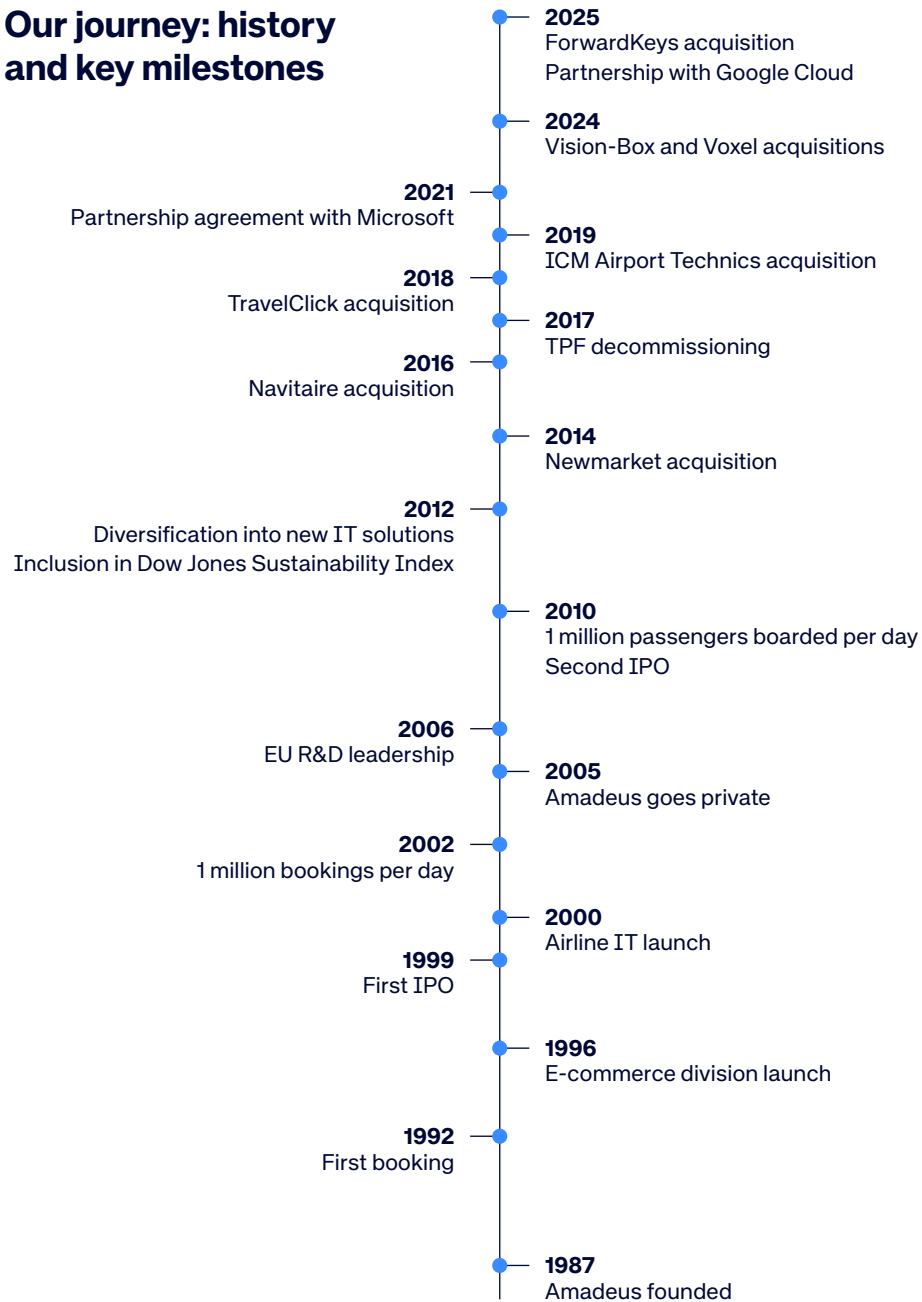 Our journey: history
and key milestones
2025
ForwardKeys acquisition
Partnership with Google Cloud
2024
Vision-Box and Voxel acquisitions
2021
Partnership agreement with Microsoft
2019
ICM Airport Technics acquisition
2018
TravelClick acquisition
2017
TPF decommissioning
2016
Navitaire acquisition
2014
Newmarket acquisition
2012
Diversification into new IT solutions
Inclusion in Dow Jones Sustainability Index
2010
1 million passengers boarded per day
Second IPO
2006
EU R&D leadership
2005
Amadeus goes private
2002
1 million bookings per day
2000
Airline IT launch
1999
First IPO
1996
E-commerce division launch
1992
First booking
1987
Amadeus founded